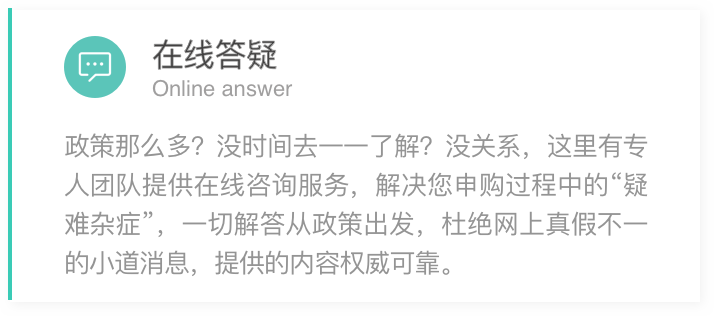 在线答疑
Online answer
政策那么多？没时间去一一了解？没关系，这里有专
人团队提供在线咨询服务，解决您申购过程中的“疑
难杂症”，一切解答从政策出发，杜绝网上真假不一
的小道消息，提供的内容权威可靠。